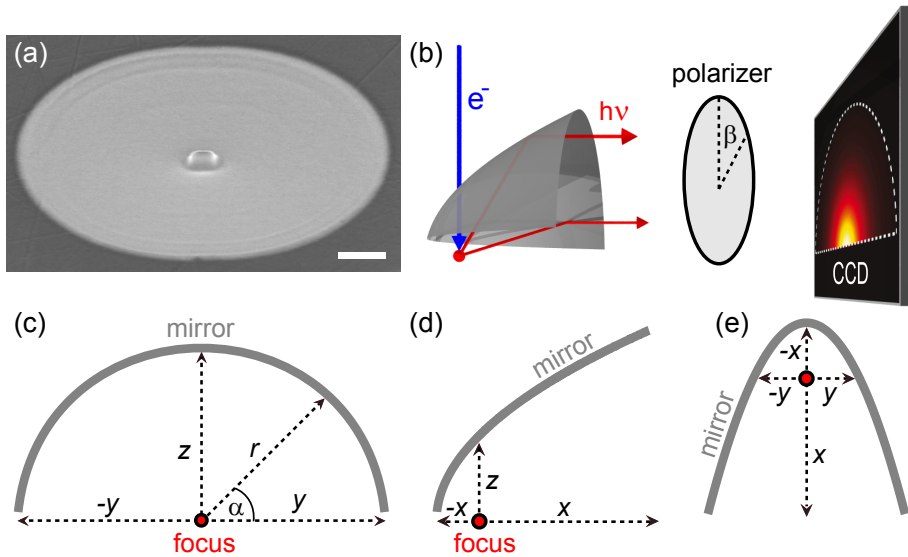 (a)
(b)
e-
hν
polarizer
β
CCD
(c)
mirror
z
r
-y
α
y
focus
(d)
mirror
z
-x
x
focus
(e)
mirror
-x
-y
y
x